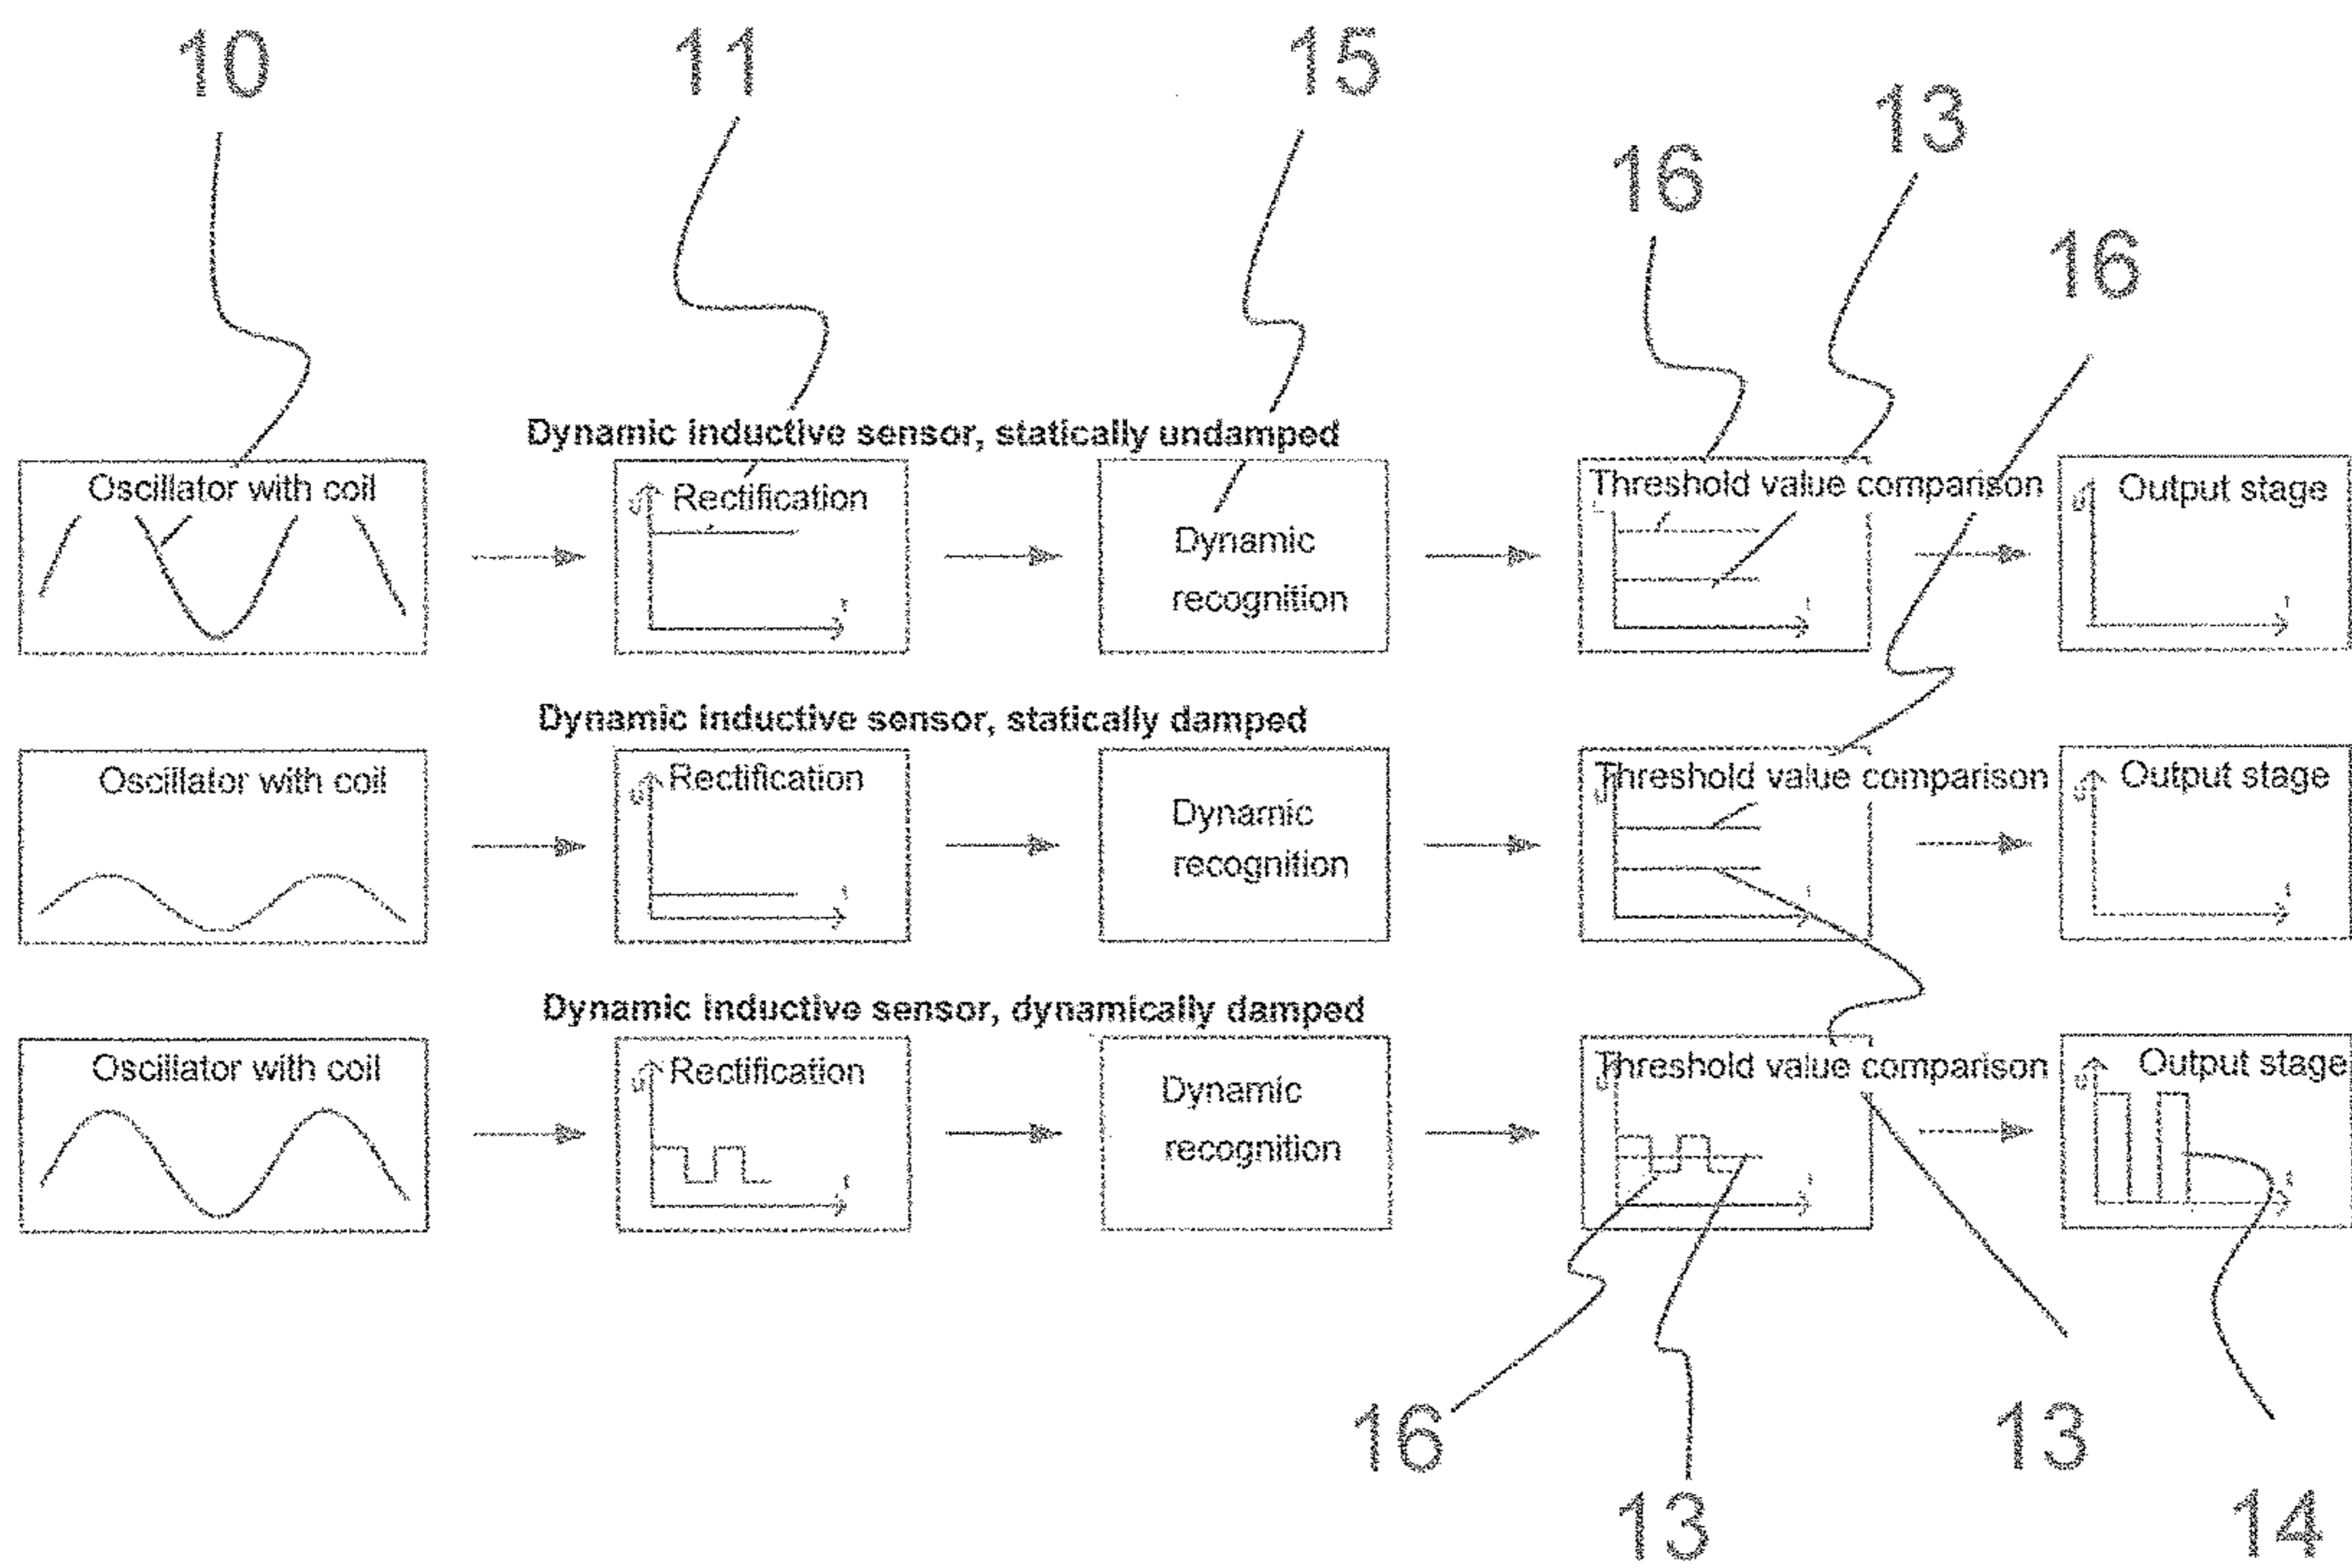 10
11
15
13
16
16
Dynamic inductive sensor, statically undamped
Oscillator with coil
Rectification
Dynamic
recognition
Threshold value comparison
Output stage
Dynamic inductive sensor, statically damped
Oscillator with coil
Rectification
Dynamic
recognition
Threshold value comparison
Output stage
Dynamic inductive sensor, dynamically damped
Oscillator with coil
Rectification
Dynamic
recognition
Threshold value comparison
Output stage
16
13
13
14